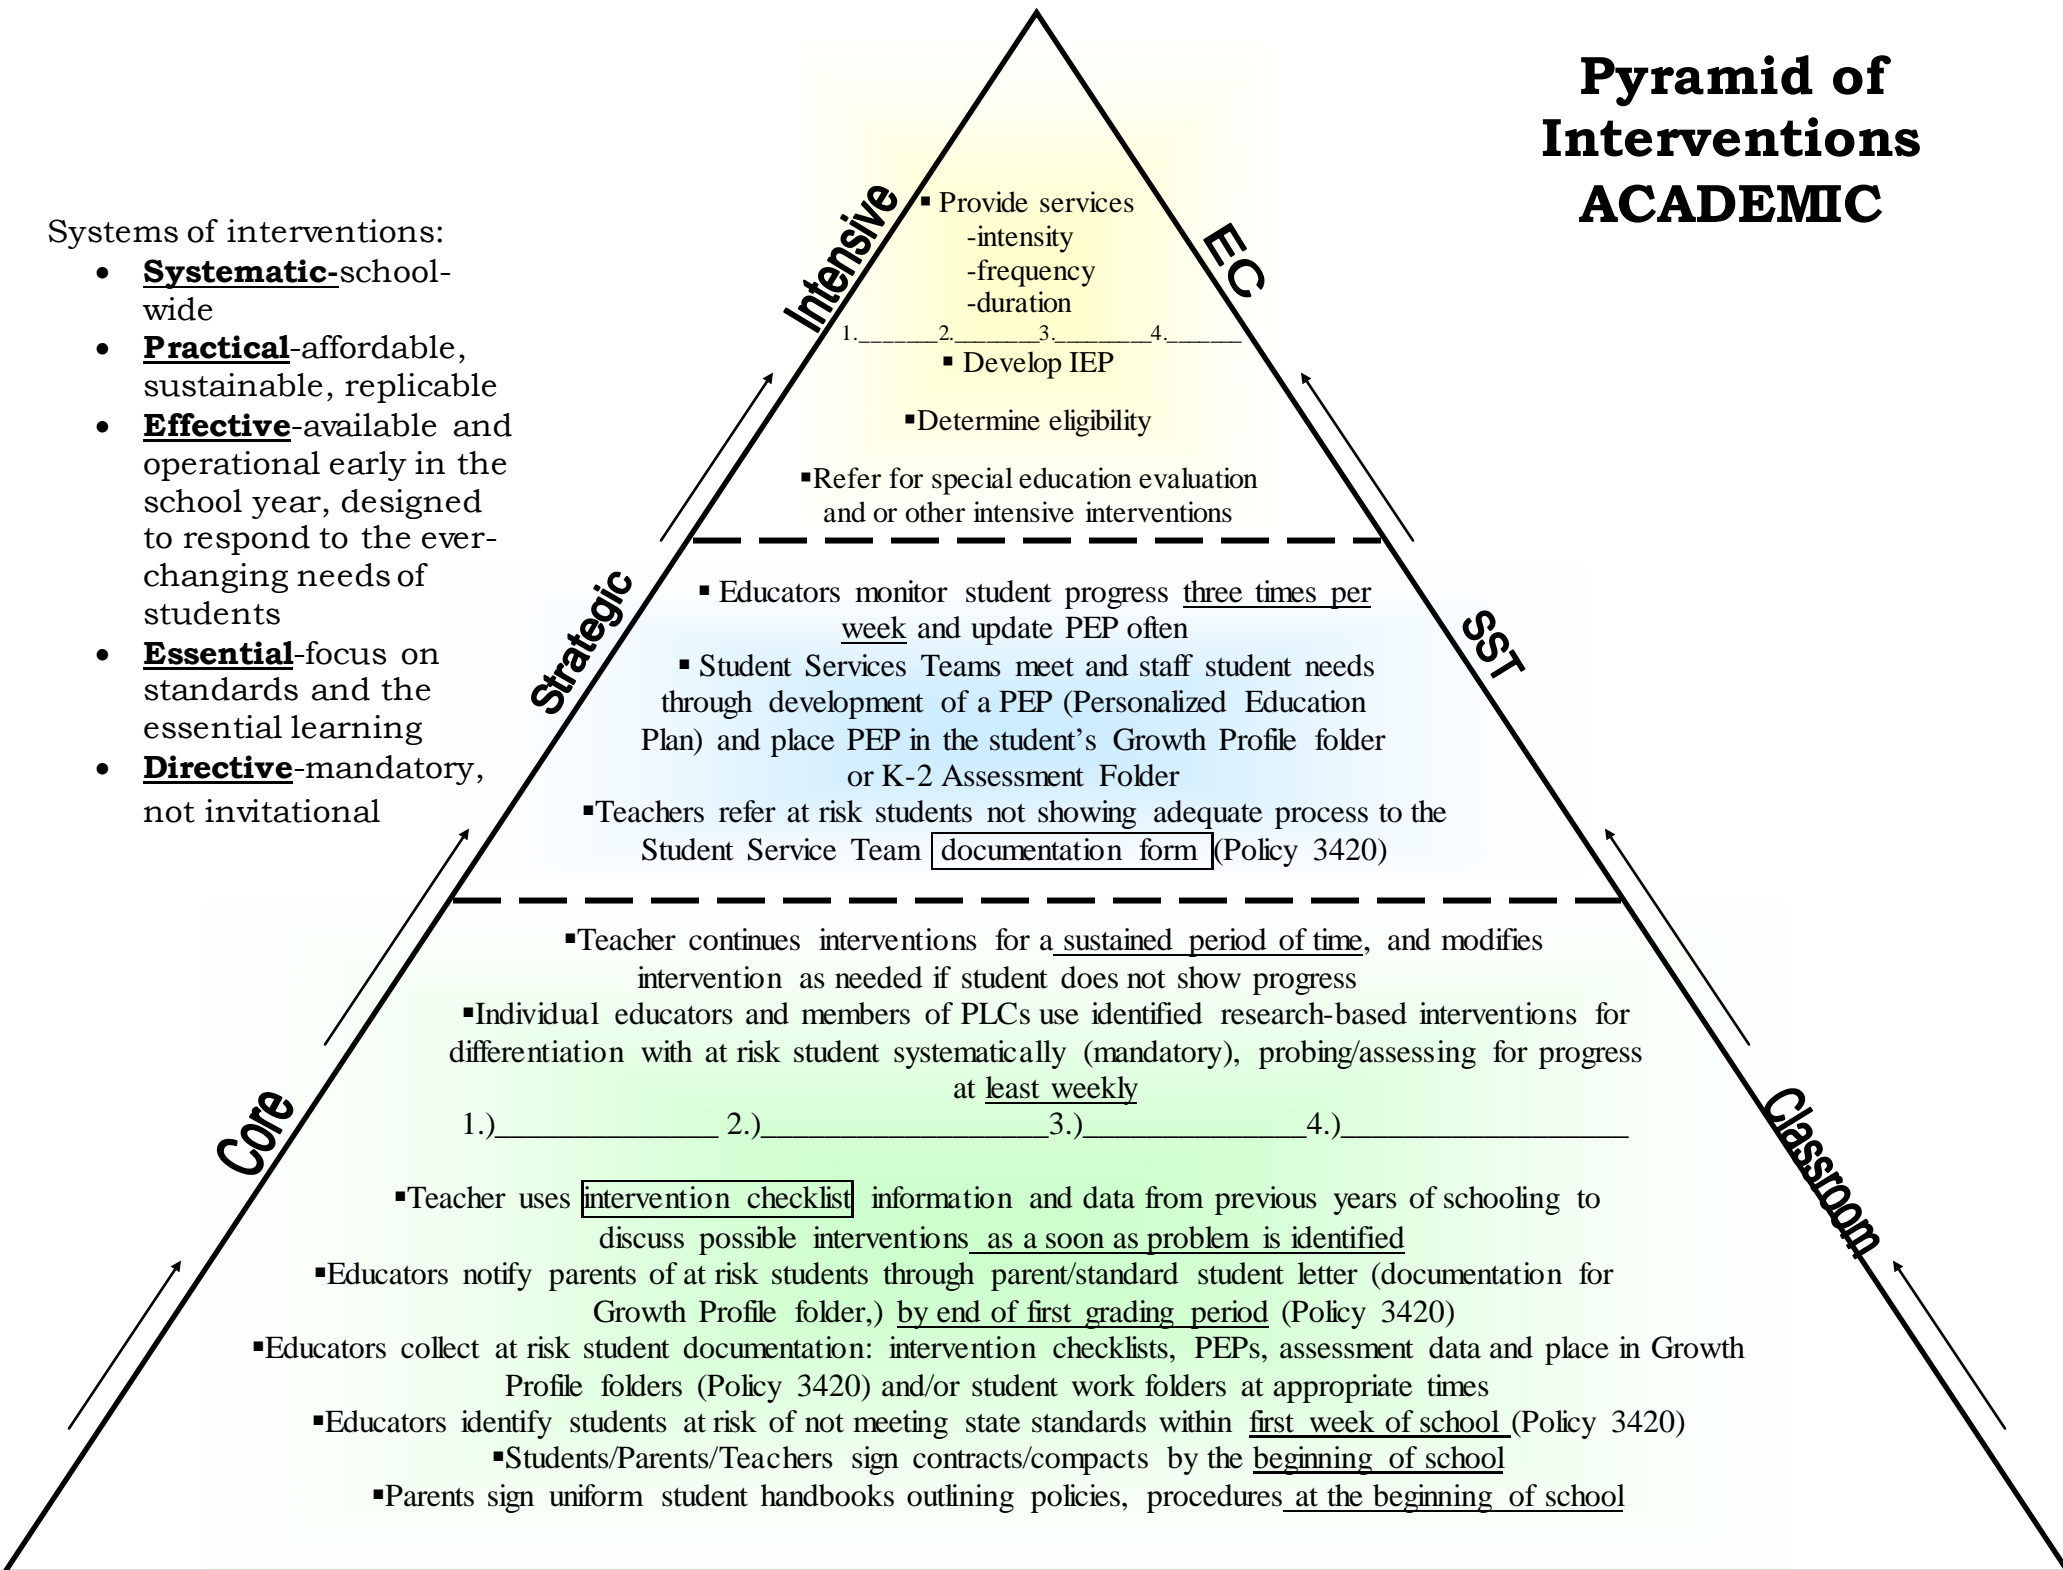 Pyramid of
Interventions
ACADEMIC
Systems of interventions:
• Systematic-school-
wide
• Practical-affordable,
sustainable, replicable
• Effective-available and
operational early in the
school year, designed
to respond to the ever-
changing needs of
students
• Essential-focus on
standards and the
essential learning
• Directive-mandatory,
not invitational
Intensive
EC
▪ Provide services
-intensity
-frequency
-duration
1.________2.________3._________4._______
▪ Develop IEP
▪Determine eligibility
▪Refer for special education evaluation
and or other intensive interventions
Strategic
SST
▪ Educators monitor student progress three times per
week and update PEP often
▪ Student Services Teams meet and staff student needs
through development of a PEP (Personalized Education
Plan) and place PEP in the student’s Growth Profile folder
or K-2 Assessment Folder
▪Teachers refer at risk students not showing adequate process to the
Student Service Team documentation form (Policy 3420)
Core
Classroom
▪Teacher continues interventions for a sustained period of time, and modifies
intervention as needed if student does not show progress
▪Individual educators and members of PLCs use identified research-based interventions for
differentiation with at risk student systematically (mandatory), probing/assessing for progress
at least weekly
1.)______________ 2.)__________________3.)______________4.)__________________
▪Teacher uses intervention checklist information and data from previous years of schooling to
discuss possible interventions as a soon as problem is identified
▪Educators notify parents of at risk students through parent/standard student letter (documentation for
Growth Profile folder,) by end of first grading period (Policy 3420)
▪Educators collect at risk student documentation: intervention checklists, PEPs, assessment data and place in Growth
Profile folders (Policy 3420) and/or student work folders at appropriate times
▪Educators identify students at risk of not meeting state standards within first week of school (Policy 3420)
▪Students/Parents/Teachers sign contracts/compacts by the beginning of school
▪Parents sign uniform student handbooks outlining policies, procedures at the beginning of school